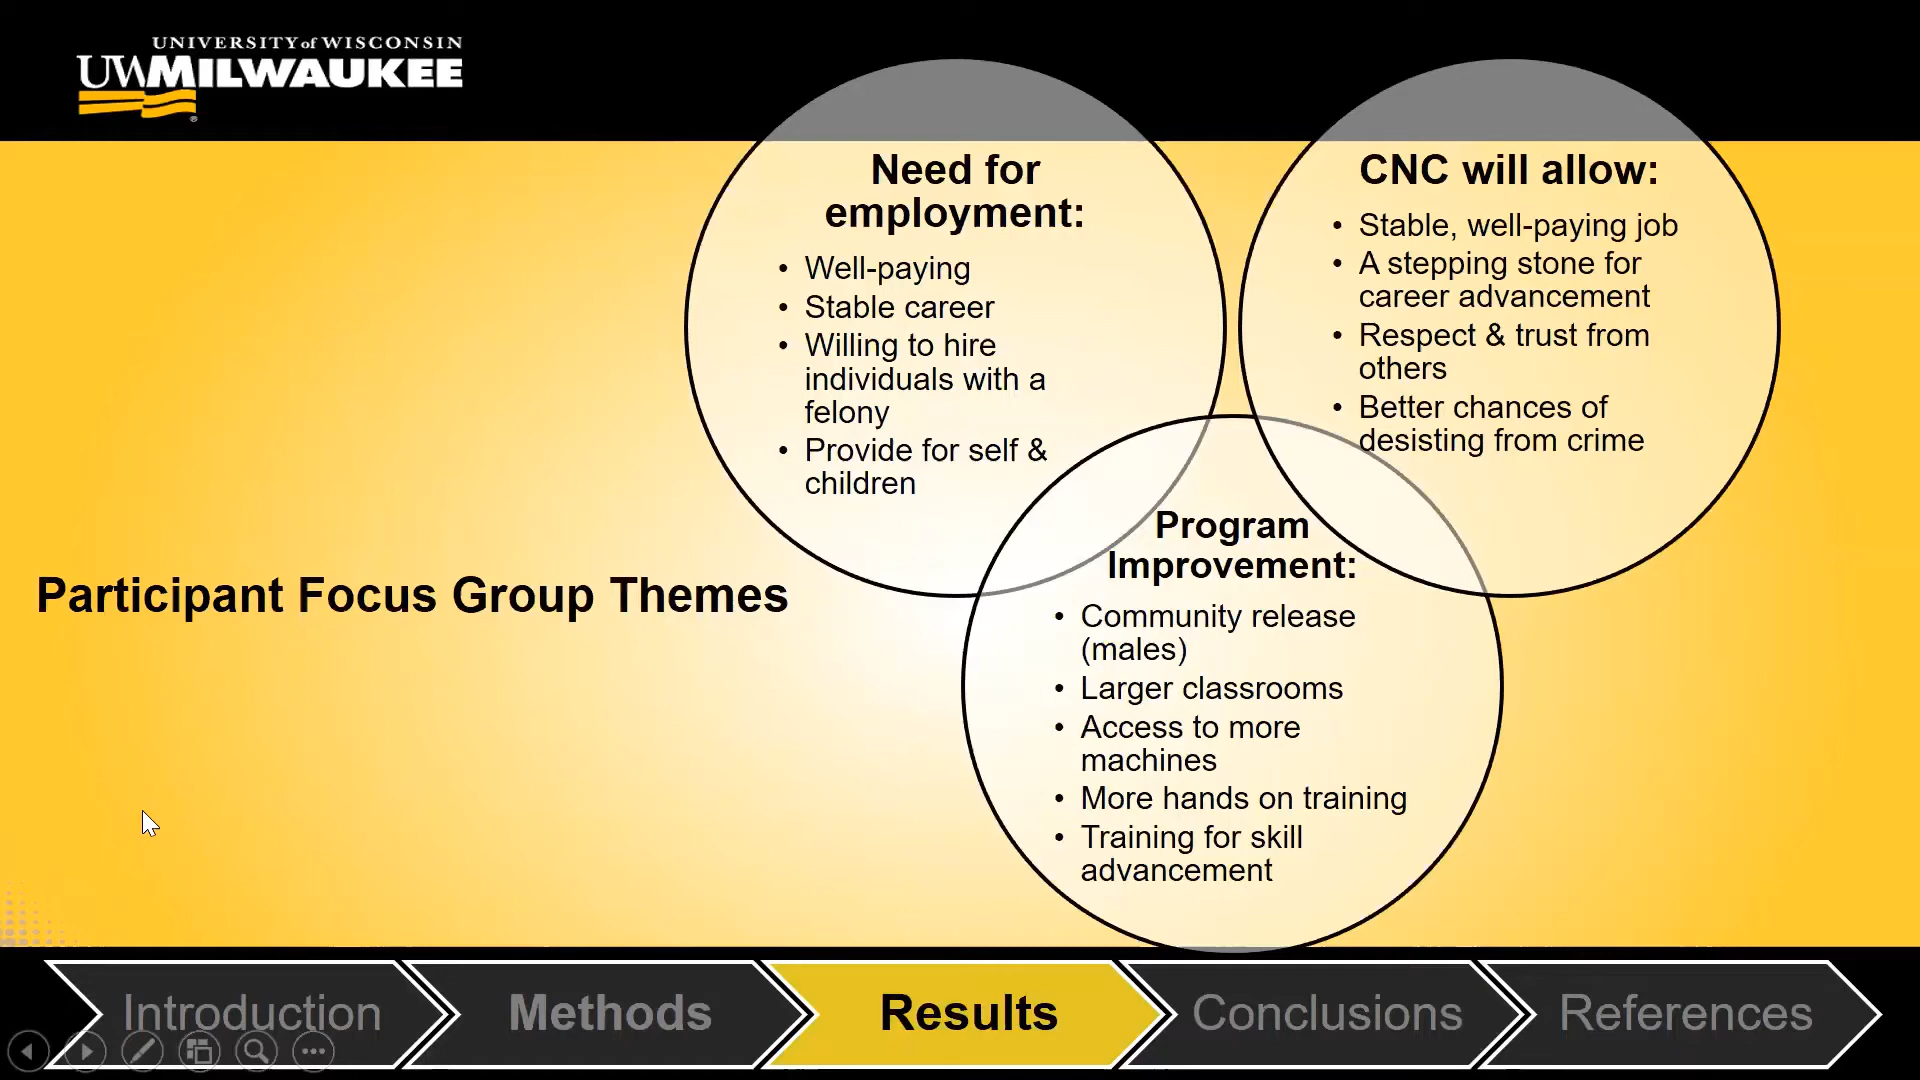 UNIVERSITY of WISCONSIN
UWMILWAUKEE
®
Need for
employment:
• Well-paying
• Stable career
• Willing to hire
individuals with a
felony
• Provide for self &
children
CNC will allow:
• Stable, well-paying job
• A stepping stone for
career advancement
• Respect & trust from
others
• Better chances of
desisting from crime
Participant Focus Group Themes
Program
Improvement:
• Community release
(males)
• Larger classrooms
• Access to more
machines
• More hands on training
• Training for skill
advancement
Introduction
Methods
Results
Conclusions
References